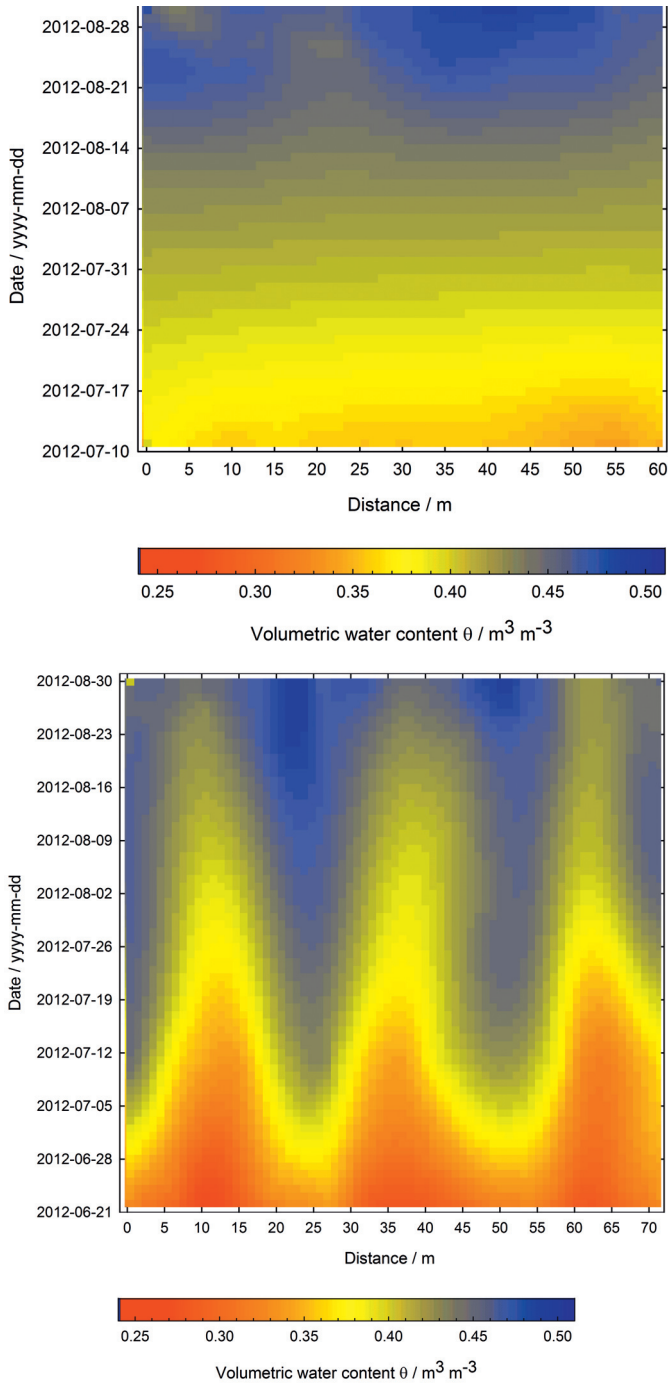 2012-08-28
2012-08-21
2012-08-14
2012-08-07
2012-07-31
2012-07-24
2012-07-17
2012-07-10
Date / yyyy-mm-dd
0 5 10 15 20 25 30 35 40 45 50 55 60
Distance / m
0.25 0.30 0.35 0.40 0.45 0.50
Volumetric water content θ / m³ m⁻³
2012-08-30
2012-08-23
2012-08-16
2012-08-09
2012-08-02
2012-07-26
2012-07-19
2012-07-12
2012-07-05
2012-06-28
2012-06-21
Date / yyyy-mm-dd
0 5 10 15 20 25 30 35 40 45 50 55 60 65 70
Distance / m
0.25 0.30 0.35 0.40 0.45 0.50
Volumetric water content θ / m³ m⁻³